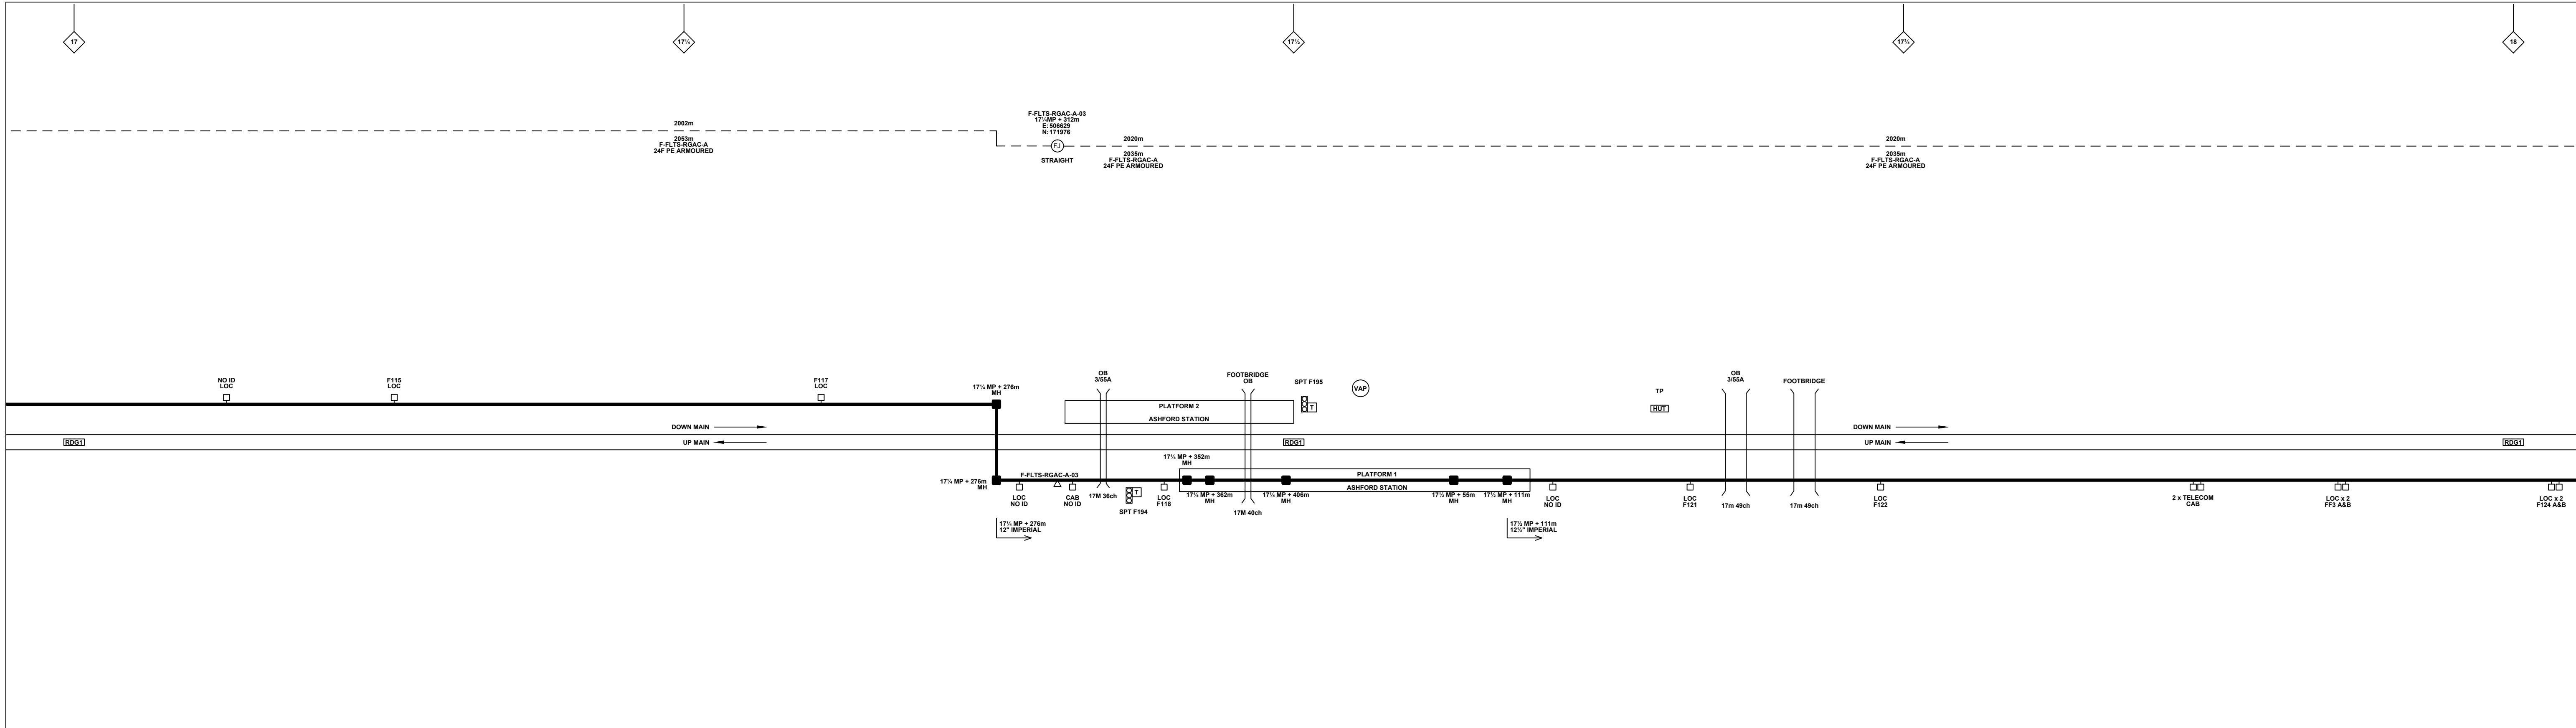 17
17¼
17½
17¾
18
2002m
2053m
F-FLTS-RGAC-A
24F PE ARMOURED
F-FLTS-RGAC-A-03
17¼MP + 312m
E: 506629
N: 171976
FJ
STRAIGHT
2020m
2035m
F-FLTS-RGAC-A
24F PE ARMOURED
2020m
2035m
F-FLTS-RGAC-A
24F PE ARMOURED
NO ID
LOC
F115
LOC
F117
LOC
17¼ MP + 276m
MH
OB
3/55A
FOOTBRIDGE
OB
SPT F195
T
VAP
TP
HUT
OB
3/55A
FOOTBRIDGE
PLATFORM 2
ASHFORD STATION
DOWN MAIN
UP MAIN
DOWN MAIN
UP MAIN
RDG1
RDG1
RDG1
17¼ MP + 352m
MH
17¼ MP + 276m
MH
F-FLTS-RGAC-A-03
LOC
NO ID
CAB
NO ID
17M 36ch
T
SPT F194
LOC
F118
PLATFORM 1
ASHFORD STATION
17¼ MP + 362m
MH
17M 40ch
17¼ MP + 406m
MH
17½ MP + 55m
MH
17½ MP + 111m
MH
LOC
NO ID
LOC
F121
17m 49ch
17m 49ch
LOC
F122
2 x TELECOM
CAB
LOC x 2
FF3 A&B
LOC x 2
F124 A&B
17¼ MP + 276m
12" IMPERIAL
17½ MP + 111m
12½" IMPERIAL